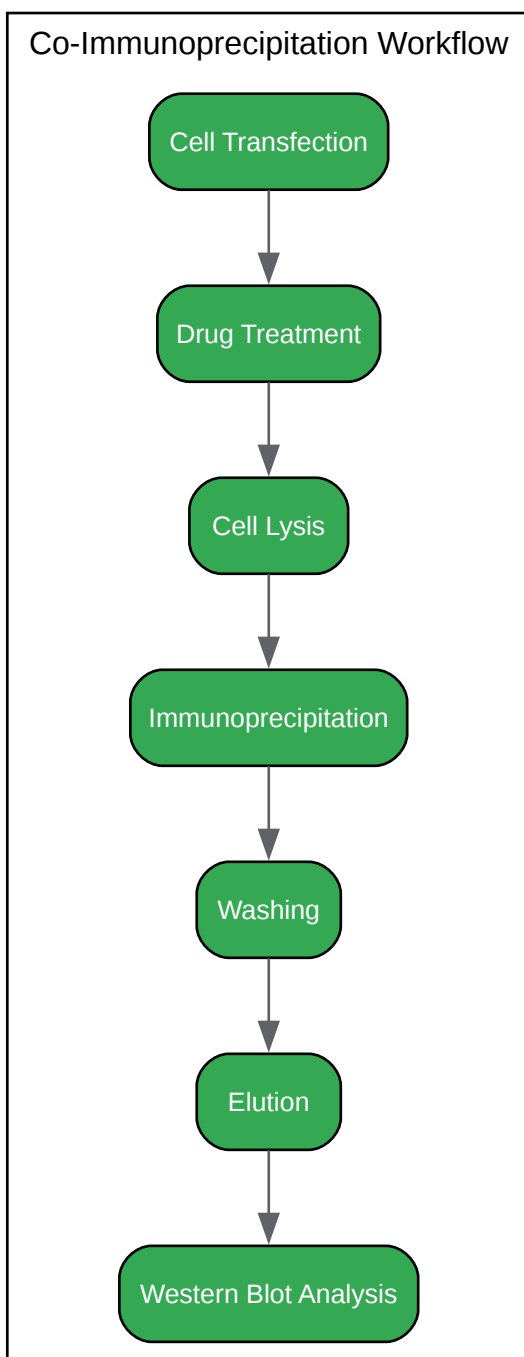 Co-Immunoprecipitation Workflow
Cell Transfection
Drug Treatment
Cell Lysis
Immunoprecipitation
Washing
Elution
Western Blot Analysis